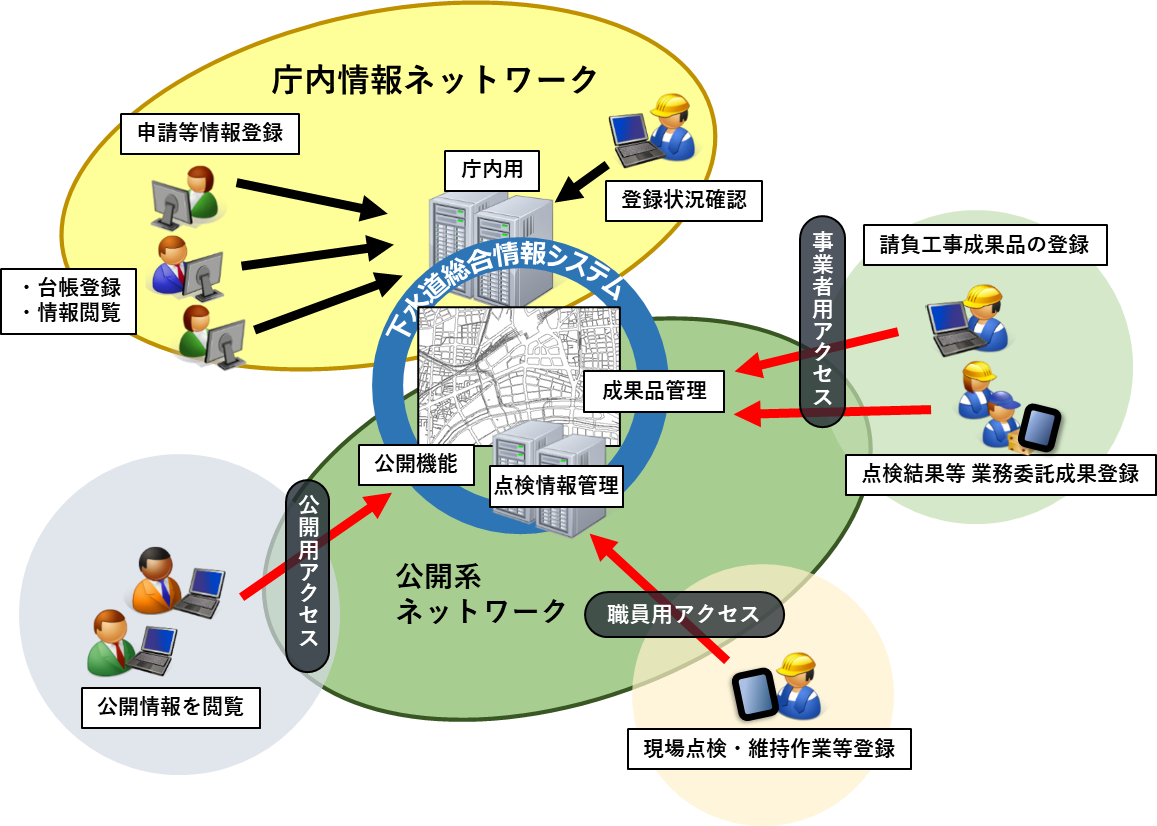 庁内情報ネットワーク
申請等情報登録
庁内用
登録状況確認
・台帳登録
・情報閲覧
下水道総合情報システム
事業者用アクセス
請負工事成果品の登録
成果品管理
公開機能
点検情報管理
点検結果等 業務委託成果登録
公開用アクセス
公開系
ネットワーク
職員用アクセス
公開情報を閲覧
現場点検・維持作業等登録